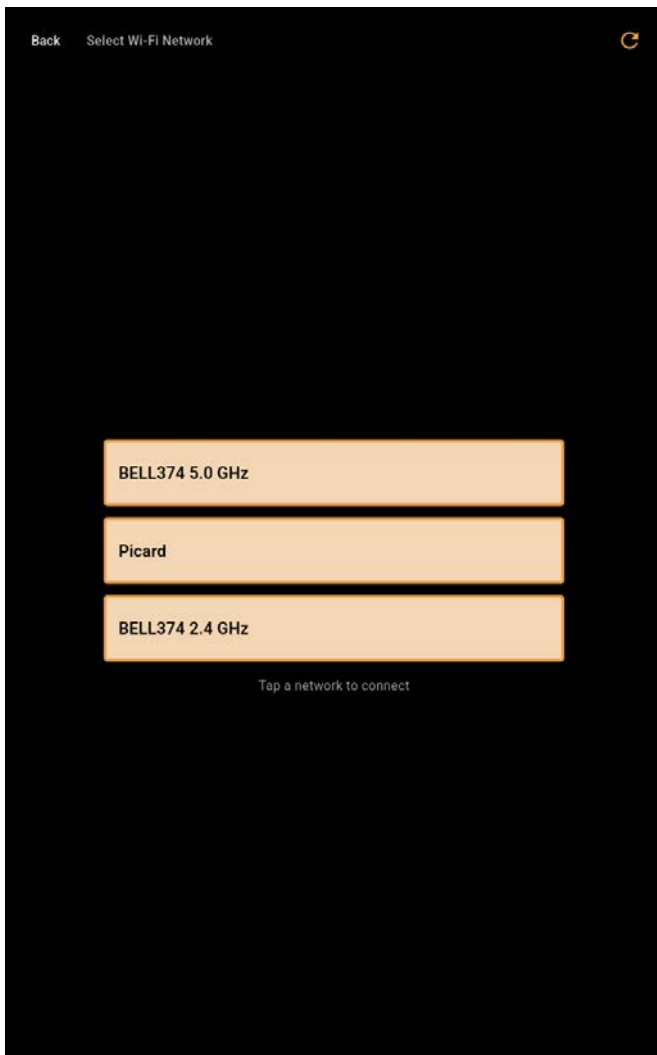 Back Select Wi-Fi Network
BELL374 5.0 GHz
Picard
BELL374 2.4 GHz
Tap a network to connect